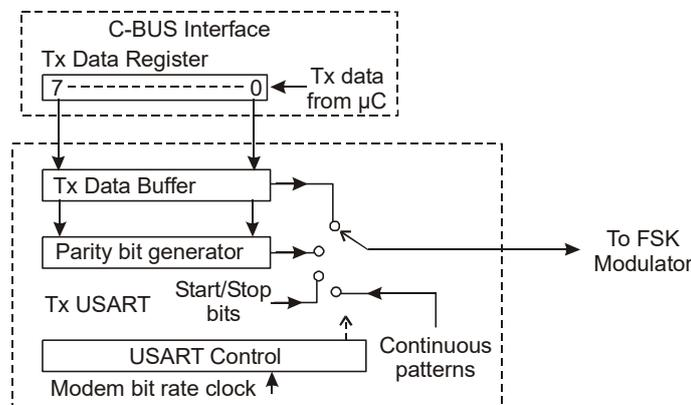 C-BUS Interface
Tx Data Register
7 0
Tx data
from µC
Tx Data Buffer
Parity bit generator
To FSK
Modulator
Tx USART
Start/Stop
bits
USART Control
Continuous
patterns
Modem bit rate clock